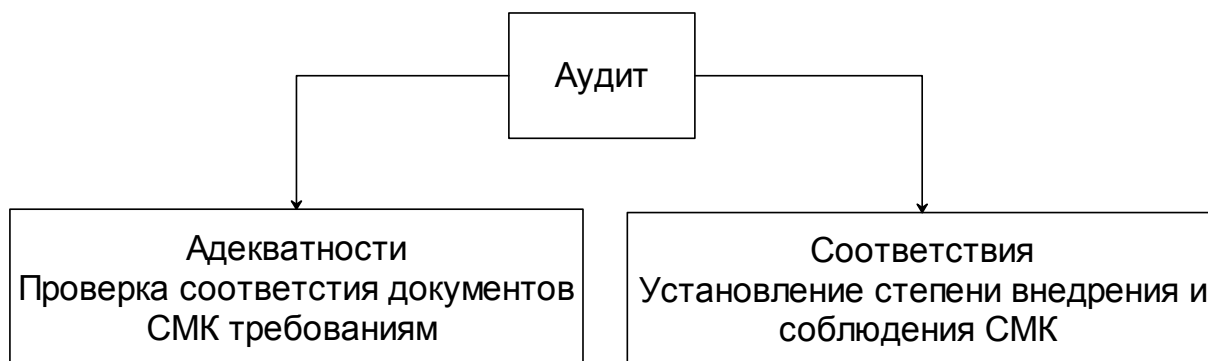 Аудит
Адекватности
Проверка соответстия документов
СМК требованиям
Соответствия
Установление степени внедрения и
соблюдения СМК